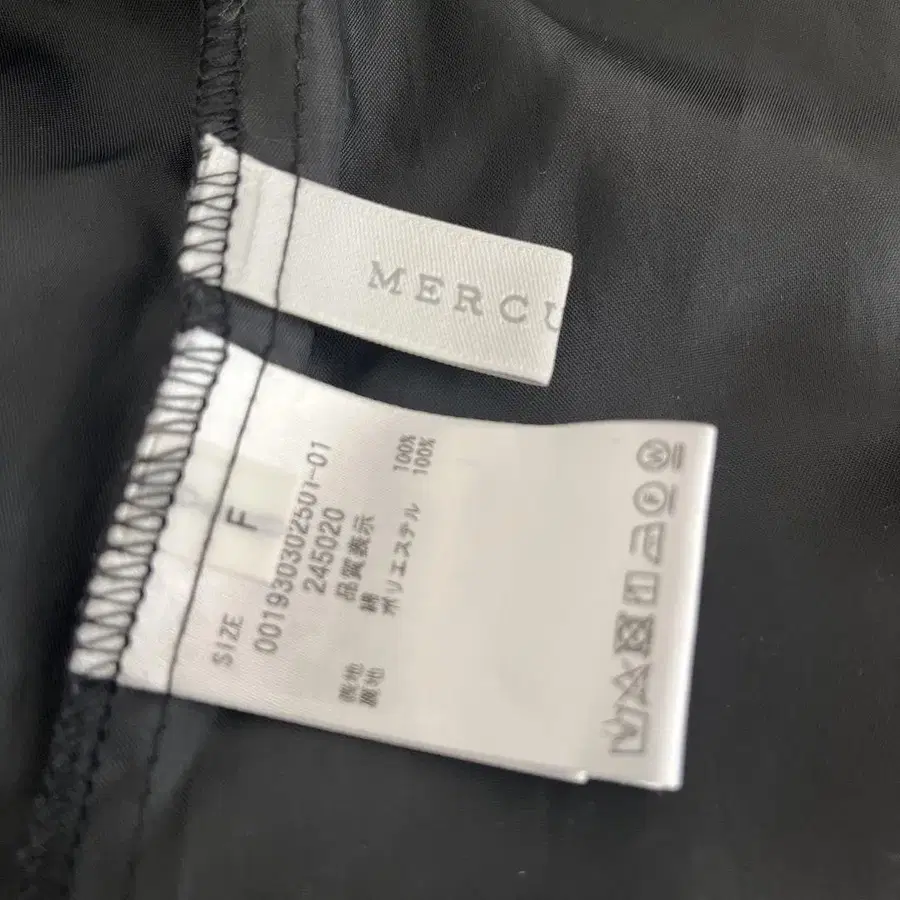 MERCU
SIZE F
001930302501-01
245020
品質表示
表地 綿 100%
裏地 ポリエステル 100%